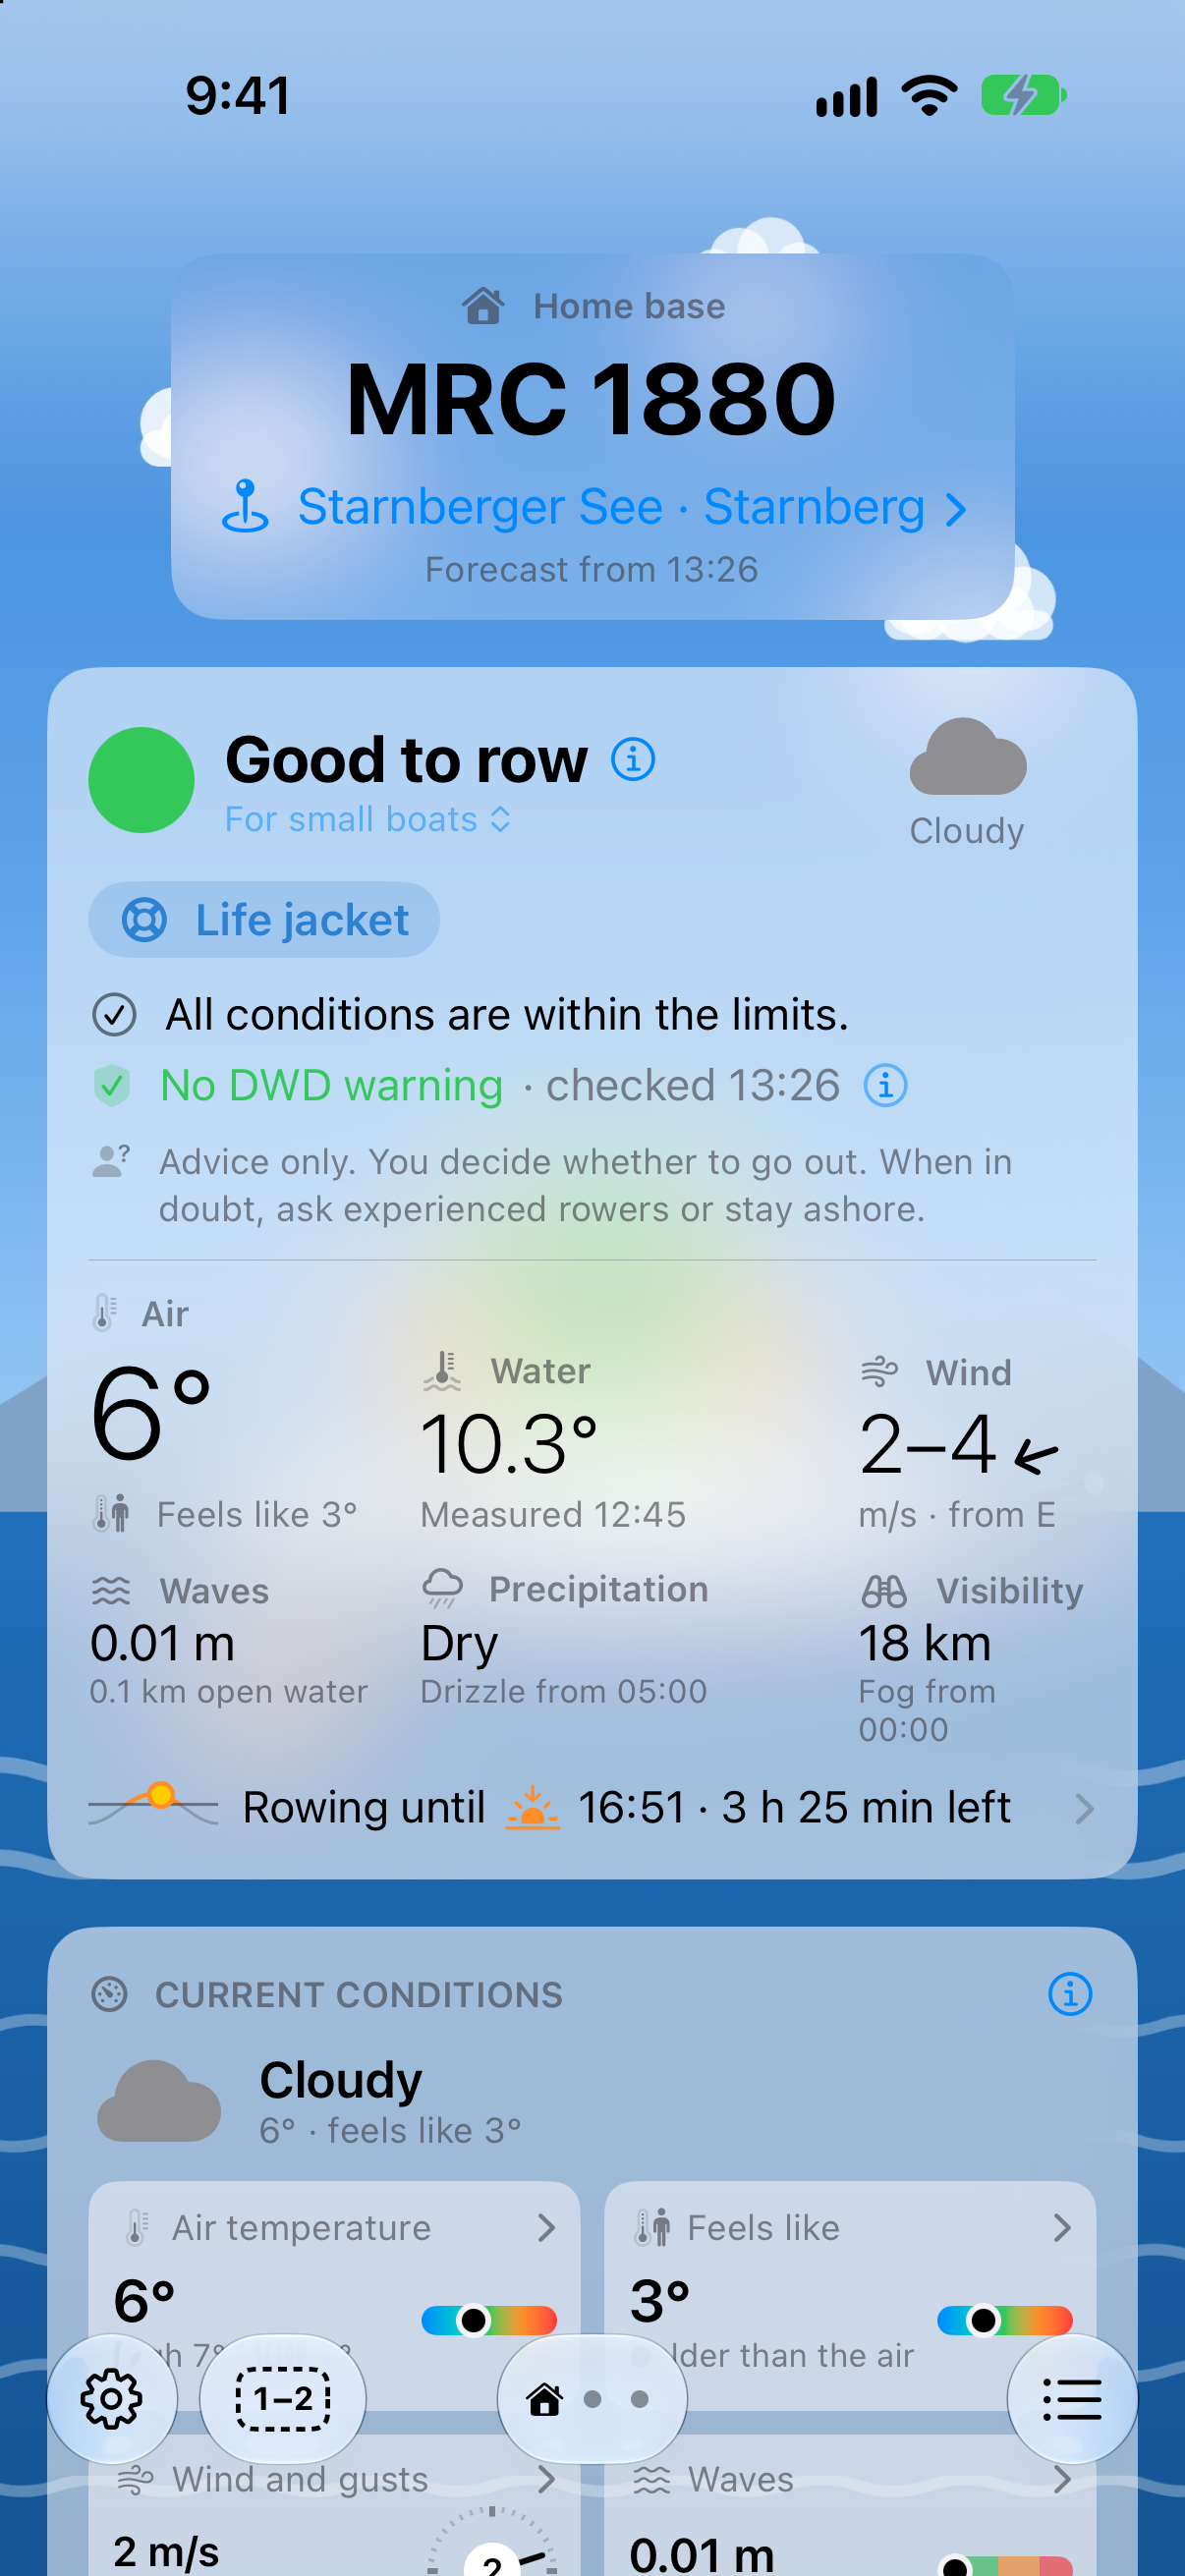 9:41
Home base
MRC 1880
Starnberger See · Starnberg
Forecast from 13:26
Good to row
For small boats
Cloudy
Life jacket
All conditions are within the limits.
No DWD warning · checked 13:26
Advice only. You decide whether to go out. When in
doubt, ask experienced rowers or stay ashore.
Air
6°
Feels like 3°
Water
10.3°
Measured 12:45
Wind
2–4
m/s · from E
Waves
0.01 m
0.1 km open water
Precipitation
Dry
Drizzle from 05:00
Visibility
18 km
Fog from
00:00
Rowing until 16:51 · 3 h 25 min left
CURRENT CONDITIONS
Cloudy
6° · feels like 3°
Air temperature
6°
7°
Feels like
3°
than the air
1–2
Wind and gusts
2 m/s
2
Waves
0.01 m